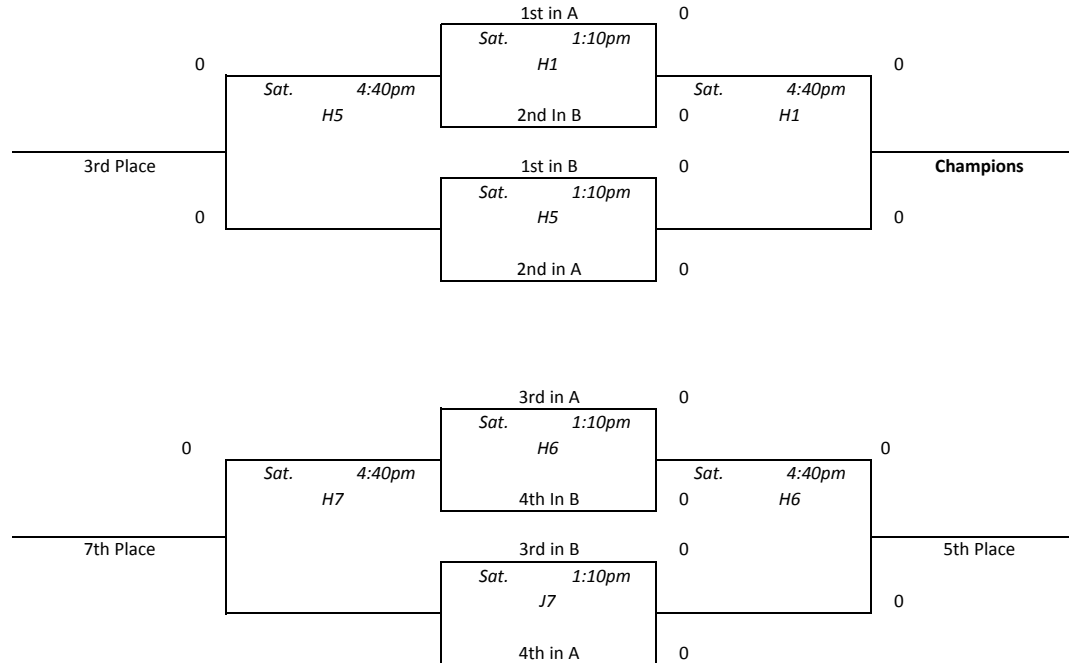 1st in A 0
Sat. 1:10pm
0 H1 0
Sat. 4:40pm Sat. 4:40pm
H5 2nd In B 0 H1
3rd Place 1st in B 0 Champions
Sat. 1:10pm
0 H5 0
2nd in A 0
3rd in A 0
Sat. 1:10pm
0 H6 0
Sat. 4:40pm Sat. 4:40pm
H7 4th In B 0 H6
7th Place 3rd in B 0 5th Place
Sat. 1:10pm
J7 0
4th in A 0